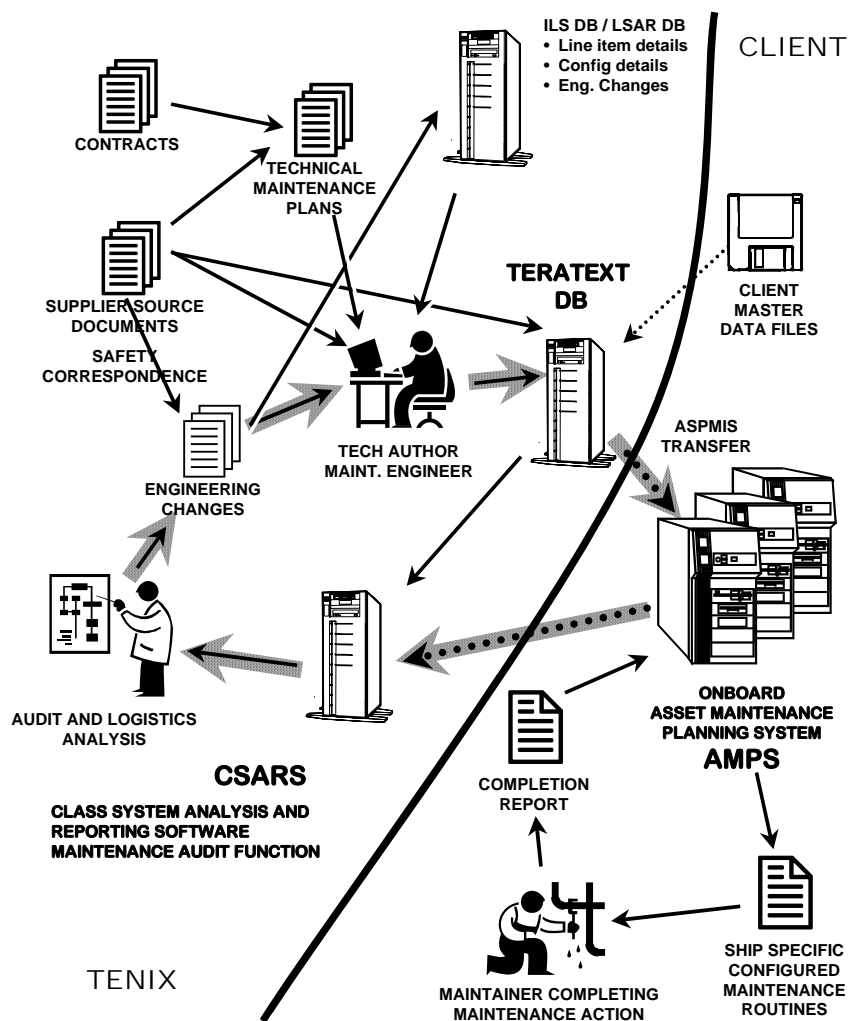 ILS DB / LSAR DB
• Line item details
• Config details
• Eng. Changes
CLIENT
CONTRACTS
TECHNICAL
MAINTENANCE
PLANS
SUPPLIER SOURCE
DOCUMENTS
SAFETY
CORRESPONDENCE
TERATEXT
DB
CLIENT
MASTER
DATA FILES
TECH AUTHOR
MAINT. ENGINEER
ASPMIS
TRANSFER
ENGINEERING
CHANGES
AUDIT AND LOGISTICS
ANALYSIS
CSARS
CLASS SYSTEM ANALYSIS AND
REPORTING SOFTWARE
MAINTENANCE AUDIT FUNCTION
ONBOARD
ASSET MAINTENANCE
PLANNING SYSTEM
AMPS
COMPLETION
REPORT
MAINTAINER COMPLETING
MAINTENANCE ACTION
SHIP SPECIFIC
CONFIGURED
MAINTENANCE
ROUTINES
TENIX